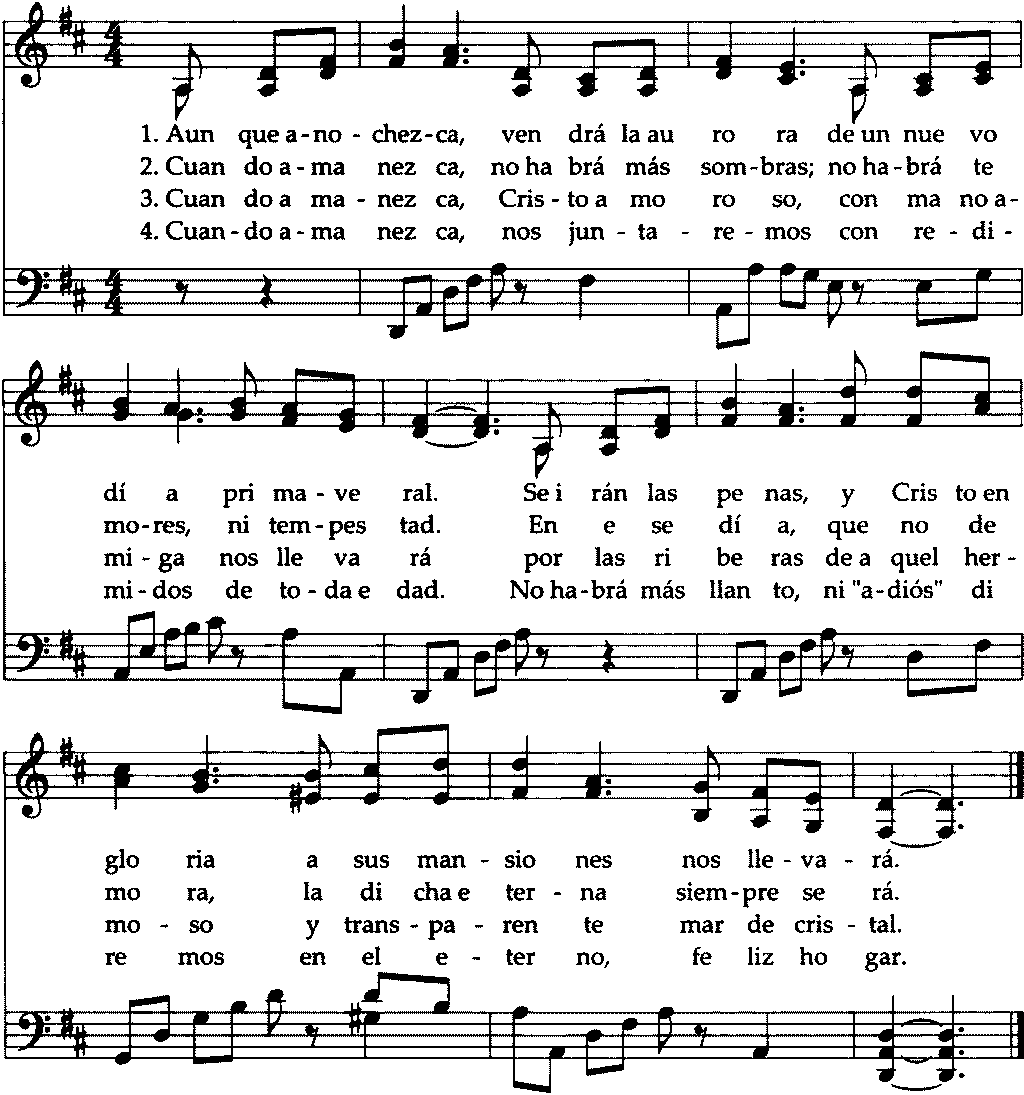 1. Aun que a-no-chez-ca, ven drá la au ro ra de un nue vo
2. Cuan do a-ma nez ca, no ha brá más som-bras; no ha-brá te
3. Cuan do a ma-nez ca, Cris-to a mo ro so, con ma no a-
4. Cuan-do a-ma nez ca, nos jun-ta-re-mos con re-di-
dí a pri ma-ve ral. Se i rán las pe nas, y Cris to en
mo-res, ni tem-pes tad. En e se dí a, que no de
mi-ga nos lle va rá por las ri be ras de a quel her-
mi-dos de to-da e dad. No ha-brá más llan to, ni "a-diós" di
glo ria a sus man-sio nes nos lle-va-rá.
mo ra, la di cha e ter-na siem-pre se rá.
mo-so y trans-pa-ren te mar de cris-tal.
re mos en el e-ter no, fe liz ho gar.